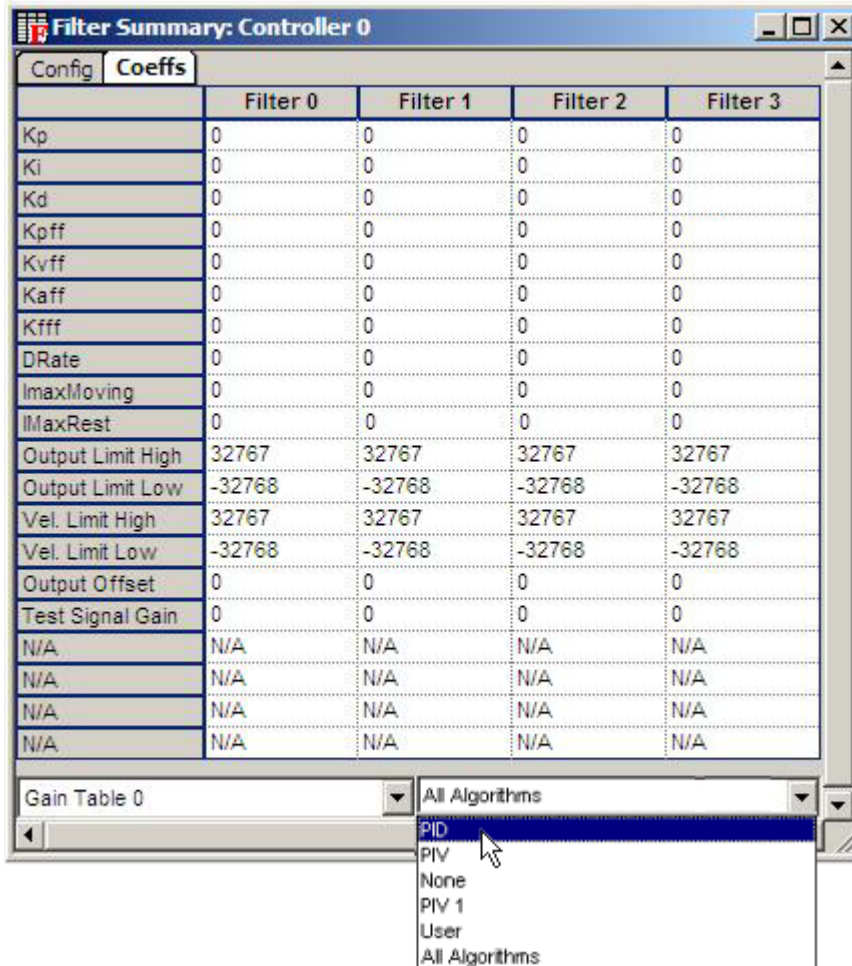 Filter Summary: Controller 0
Config Coeffs
Filter 0 Filter 1 Filter 2 Filter 3
Kp 0 0 0 0
Ki 0 0 0 0
Kd 0 0 0 0
Kpff 0 0 0 0
Kvff 0 0 0 0
Kaff 0 0 0 0
Kfff 0 0 0 0
DRate 0 0 0 0
ImaxMoving 0 0 0 0
IMaxRest 0 0 0 0
Output Limit High 32767 32767 32767 32767
Output Limit Low -32768 -32768 -32768 -32768
Vel. Limit High 32767 32767 32767 32767
Vel. Limit Low -32768 -32768 -32768 -32768
Output Offset 0 0 0 0
Test Signal Gain 0 0 0 0
N/A N/A N/A N/A N/A
N/A N/A N/A N/A N/A
N/A N/A N/A N/A N/A
N/A N/A N/A N/A N/A
Gain Table 0 All Algorithms
PID
PIV
None
PIV 1
User
All Algorithms